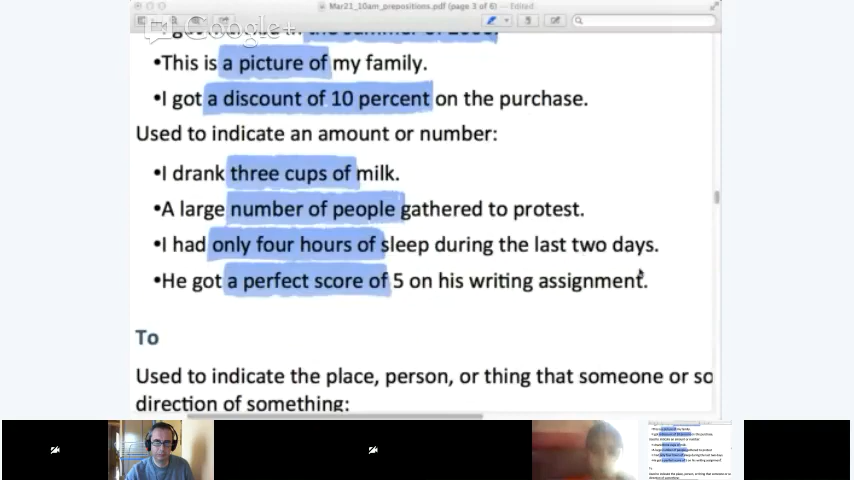 Mar21_10am_prepositions.pdf (page 3 of 6) — Edited
Google+
•This is a picture of my family.
•I got a discount of 10 percent on the purchase.
Used to indicate an amount or number:
•I drank three cups of milk.
•A large number of people gathered to protest.
•I had only four hours of sleep during the last two days.
•He got a perfect score of 5 on his writing assignment.
To
Used to indicate the place, person, or thing that someone or so
direction of something: